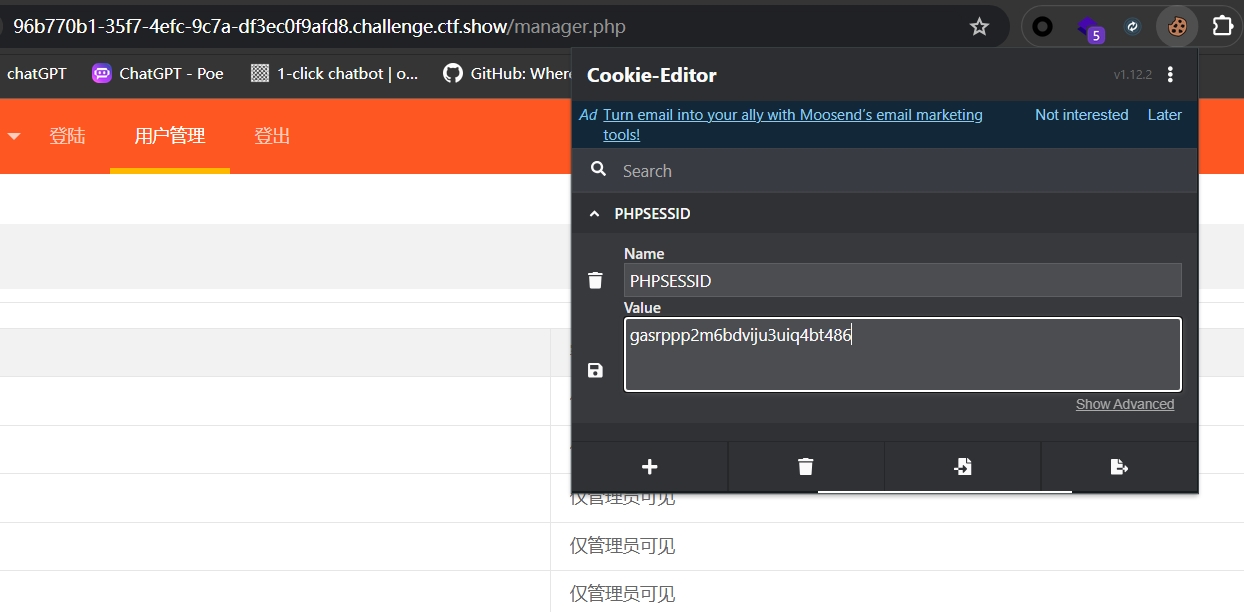 96b770b1-35f7-4efc-9c7a-df3ec0f9afd8.challenge.ctf.show/manager.php
5
chatGPT
ChatGPT - Poe
1-click chatbot | o...
GitHub: Where
Cookie-Editor
v1.12.2
Ad Turn email into your ally with Moosend's email marketing tools!
Not interested
Later
登陆
用户管理
登出
Search
PHPSESSID
Name
PHPSESSID
Value
gasrppp2m6bdviju3uiq4bt486
Show Advanced
仅管理员可见
仅管理员可见
仅管理员可见